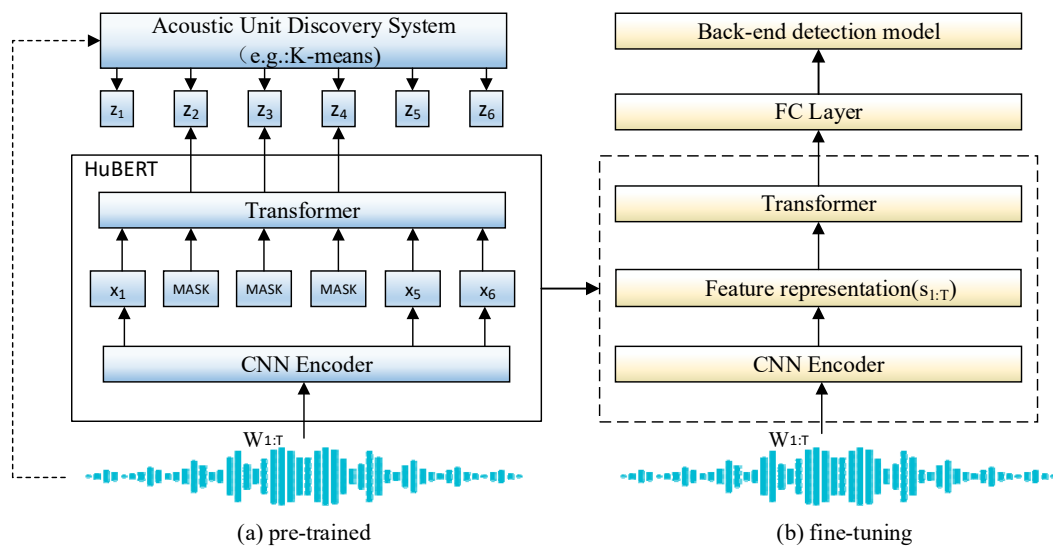 Acoustic Unit Discovery System
（e.g.:K-means)
z1
z2
z3
z4
z5
z6
HuBERT
Transformer
x1
MASK
MASK
MASK
x5
x6
CNN Encoder
W1:T
(a) pre-trained
Back-end detection model
FC Layer
Transformer
Feature representation(s1:T)
CNN Encoder
W1:T
(b) fine-tuning